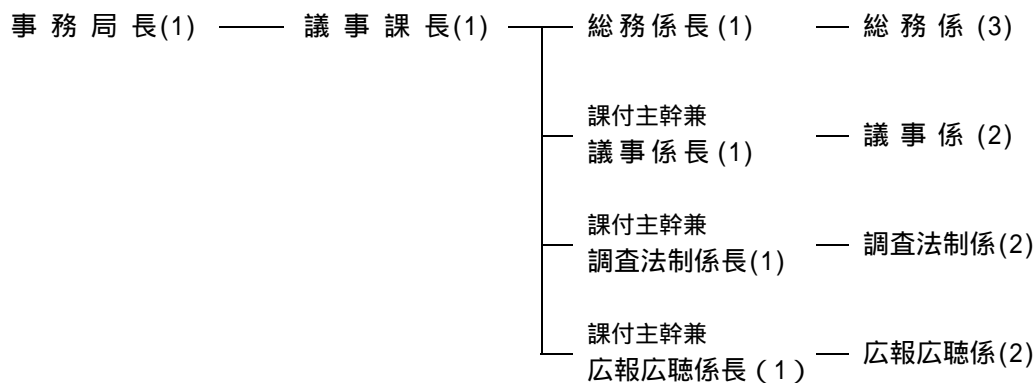 事務局長(1) 議事課長(1) 総務係長(1) 総務係(3)
課付主幹兼
議事係長(1) 議事係(2)
課付主幹兼
調査法制係長(1) 調査法制係(2)
課付主幹兼
広報広聴係長(1) 広報広聴係(2)